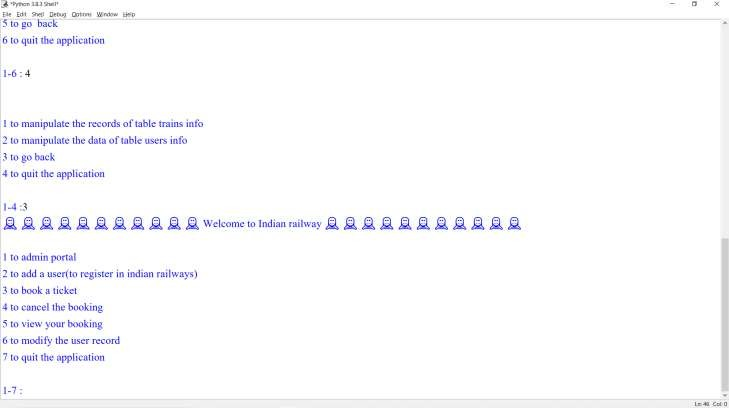 *Python 3.8.3 Shell*
File Edit Shell Debug Options Window Help
5 to go  back
6 to quit the application
1-6 : 4
1 to manipulate the records of table trains info
2 to manipulate the data of table users info
3 to go back
4 to quit the application
1-4 :3
Welcome to Indian railway
1 to admin portal
2 to add a user(to register in indian railways)
3 to book a ticket
4 to cancel the booking
5 to view your booking
6 to modify the user record
7 to quit the application
1-7 :
Ln: 46 Col: 0